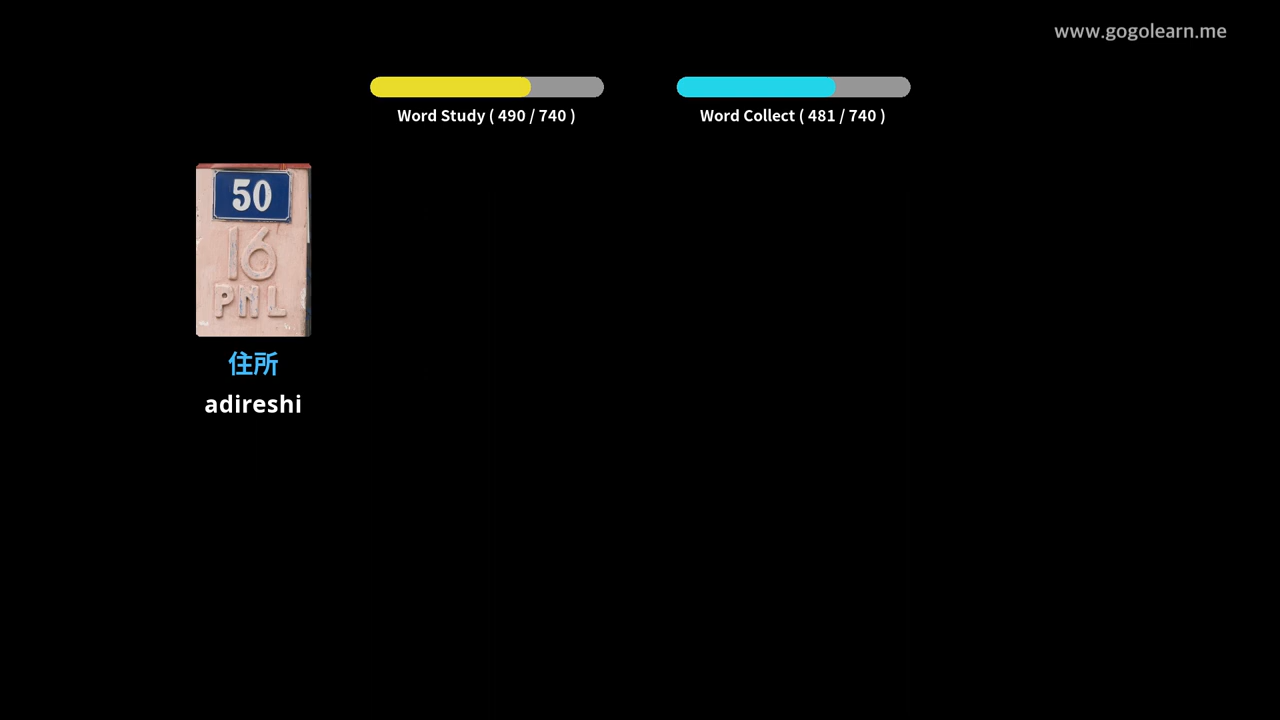 www.gogolearn.me
Word Study ( 490 / 740 )
Word Collect ( 481 / 740 )
50
16
PNL
住所
adireshi